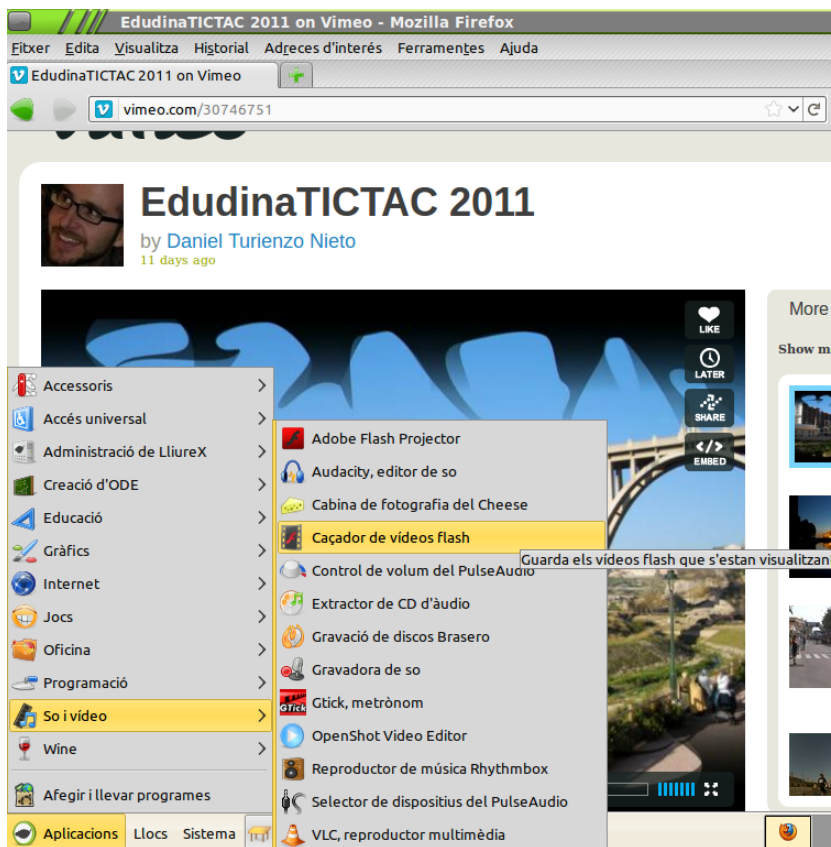 EdudinaTICTAC 2011 on Vimeo - Mozilla Firefox
Fitxer Edita Visualitza Historial Adreces d'interés Ferramentes Ajuda
EdudinaTICTAC 2011 on Vimeo
vimeo.com/30746751
EdudinaTICTAC 2011
by Daniel Turienzo Nieto
11 days ago
LIKE
LATER
SHARE
EMBED
More
Show m
Accessoris
Accés universal
Administració de LliureX
Creació d'ODE
Educació
Gràfics
Internet
Jocs
Oficina
Programació
So i vídeo
Wine
Afegir i llevar programes
Adobe Flash Projector
Audacity, editor de so
Cabina de fotografia del Cheese
Caçador de vídeos flash
Guarda els vídeos flash que s'estan visualitzan
Control de volum del PulseAudio
Extractor de CD d'àudio
Gravació de discos Brasero
Gravadora de so
GTick
Gtick, metrònom
OpenShot Video Editor
Reproductor de música Rhythmbox
Selector de dispositius del PulseAudio
VLC, reproductor multimèdia
Aplicacions Llocs Sistema